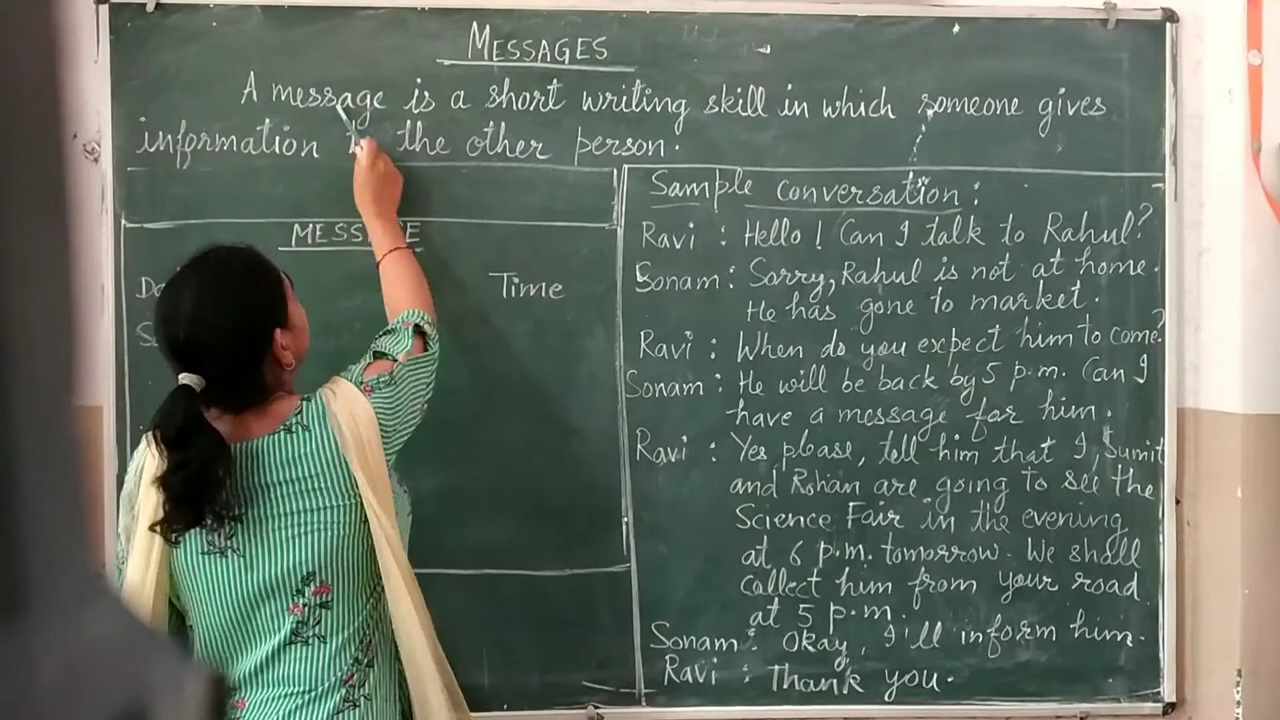 MESSAGES
A message is a short writing skill in which someone gives
information the other person.
MESSAGE
Time
Sample conversation :
Ravi : Hello! Can I talk to Rahul?
Sonam : Sorry, Rahul is not at home.
He has gone to market.
Ravi : When do you expect him to come?
Sonam : He will be back by 5 p.m. Can I
have a message for him.
Ravi : Yes please, tell him that I, Sumit
and Rohan are going to see the
Science Fair in the evening
at 6 p.m. tomorrow. We shall
collect him from your road
at 5 p.m.
Sonam : Okay, I'll inform him.
Ravi : Thank you.